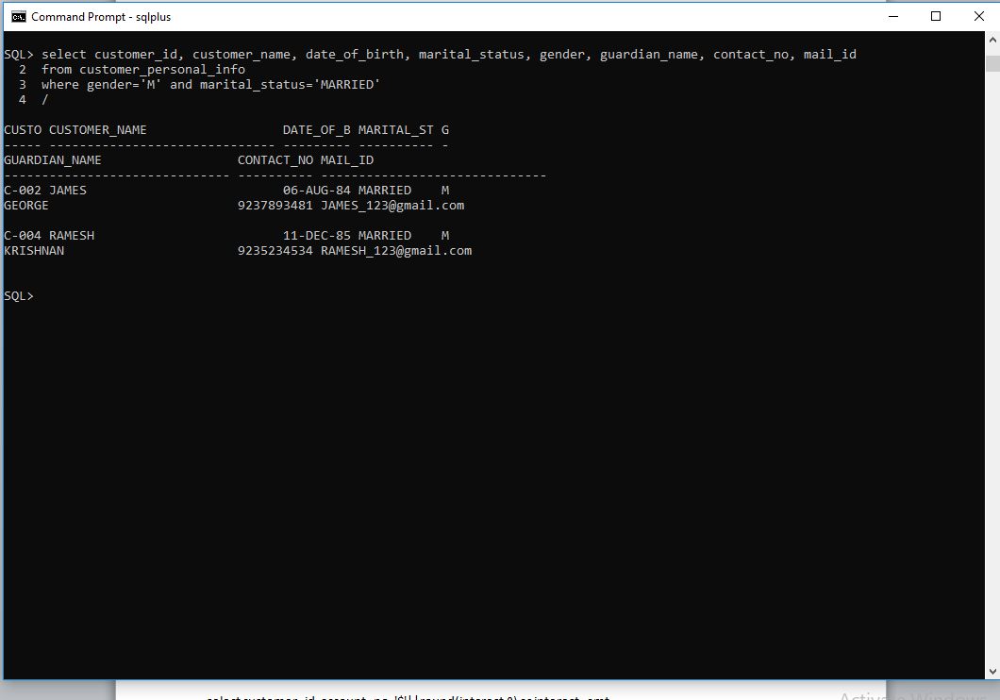 Command Prompt - sqlplus
SQL> select customer_id, customer_name, date_of_birth, marital_status, gender, guardian_name, contact_no, mail_id
2 from customer_personal_info
3 where gender='M' and marital_status='MARRIED'
4 /
CUSTO CUSTOMER_NAME DATE_OF_B MARITAL_ST G
----- ------------------------------ --------- ---------- -
GUARDIAN_NAME CONTACT_NO MAIL_ID
------------------------------ ---------- ------------------------------
C-002 JAMES 06-AUG-84 MARRIED M
GEORGE 9237893481 JAMES_123@gmail.com
C-004 RAMESH 11-DEC-85 MARRIED M
KRISHNAN 9235234534 RAMESH_123@gmail.com
SQL>